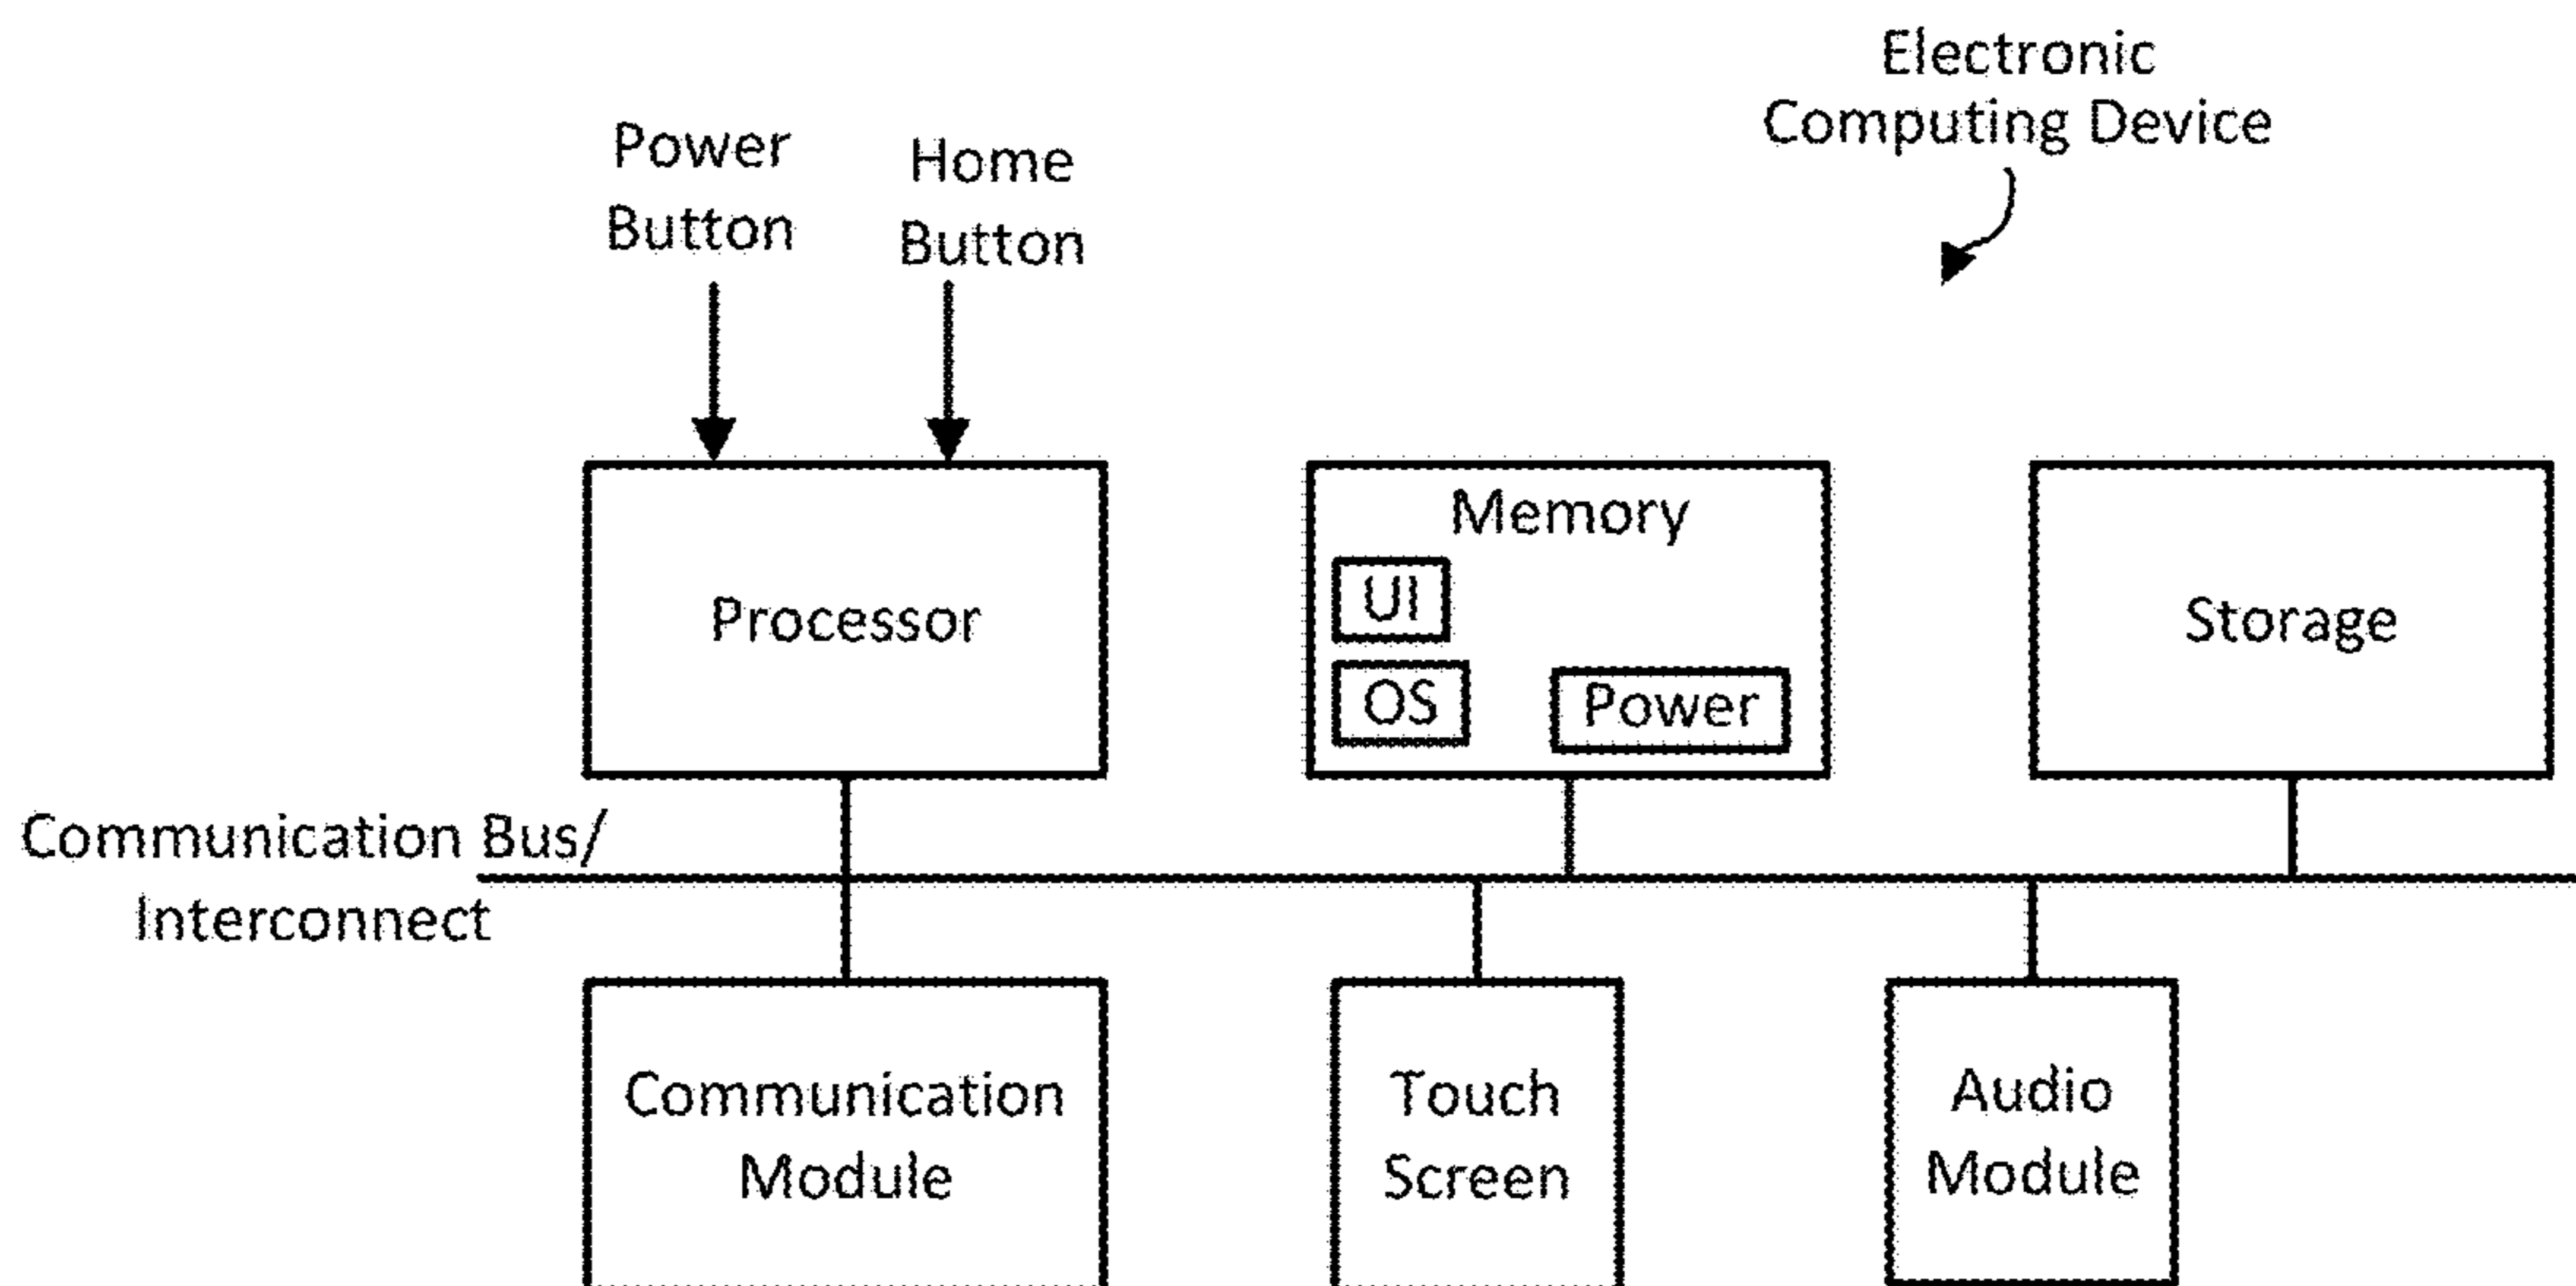 Electronic
Computing Device
Power
Button
Home
Button
Processor
Memory
UI
OS
Power
Storage
Communication Bus/
Interconnect
Communication
Module
Touch
Screen
Audio
Module